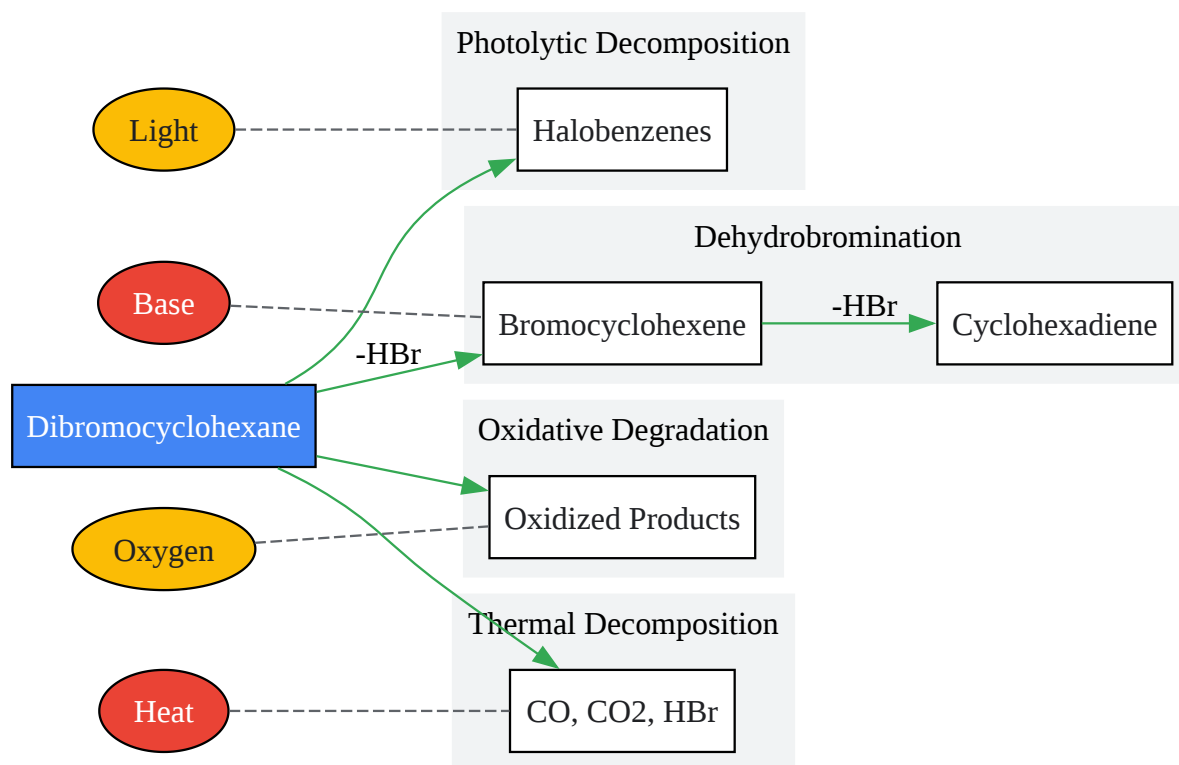 Photolytic Decomposition
Light
Halobenzenes
Dehydrobromination
Base
Bromocyclohexene
-HBr
Cyclohexadiene
-HBr
Dibromocyclohexane
Oxidative Degradation
Oxidized Products
Oxygen
Thermal Decomposition
Heat
CO, CO2, HBr